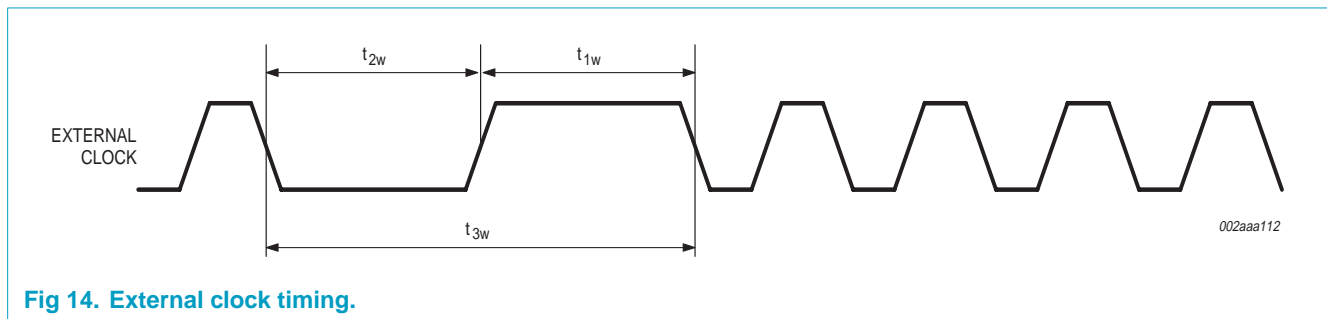 t2w
t1w
EXTERNAL
CLOCK
t3w
002aaa112
Fig 14. External clock timing.